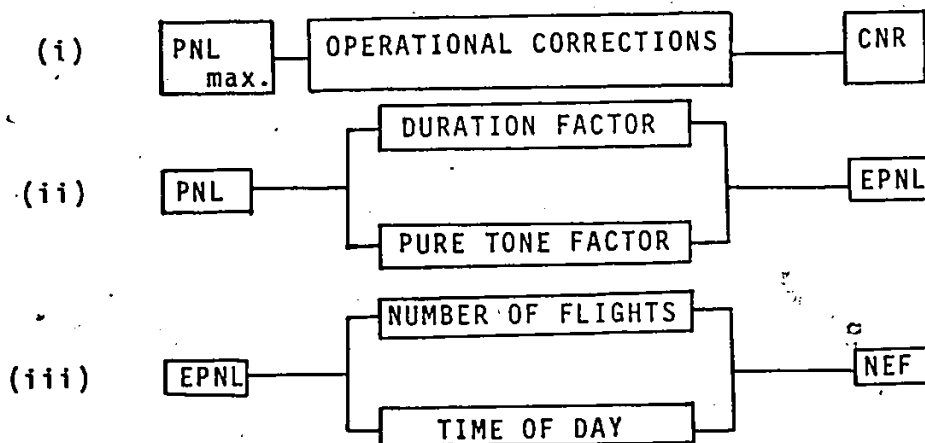 (i) PNL max. OPERATIONAL CORRECTIONS CNR
DURATION FACTOR
(ii) PNL EPNL
PURE TONE FACTOR
NUMBER OF FLIGHTS
(iii) EPNL NEF
TIME OF DAY